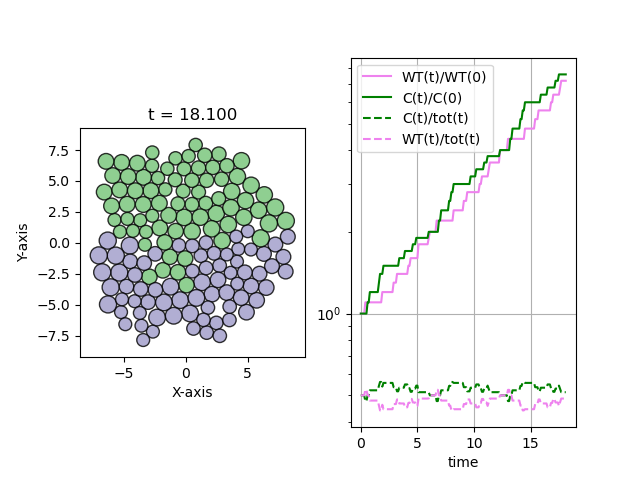 t = 18.100
Y-axis
7.5
5.0
2.5
0.0
−2.5
−5.0
−7.5
−5
0
5
X-axis
WT(t)/WT(0)
C(t)/C(0)
C(t)/tot(t)
WT(t)/tot(t)
10⁰
0
5
10
15
time